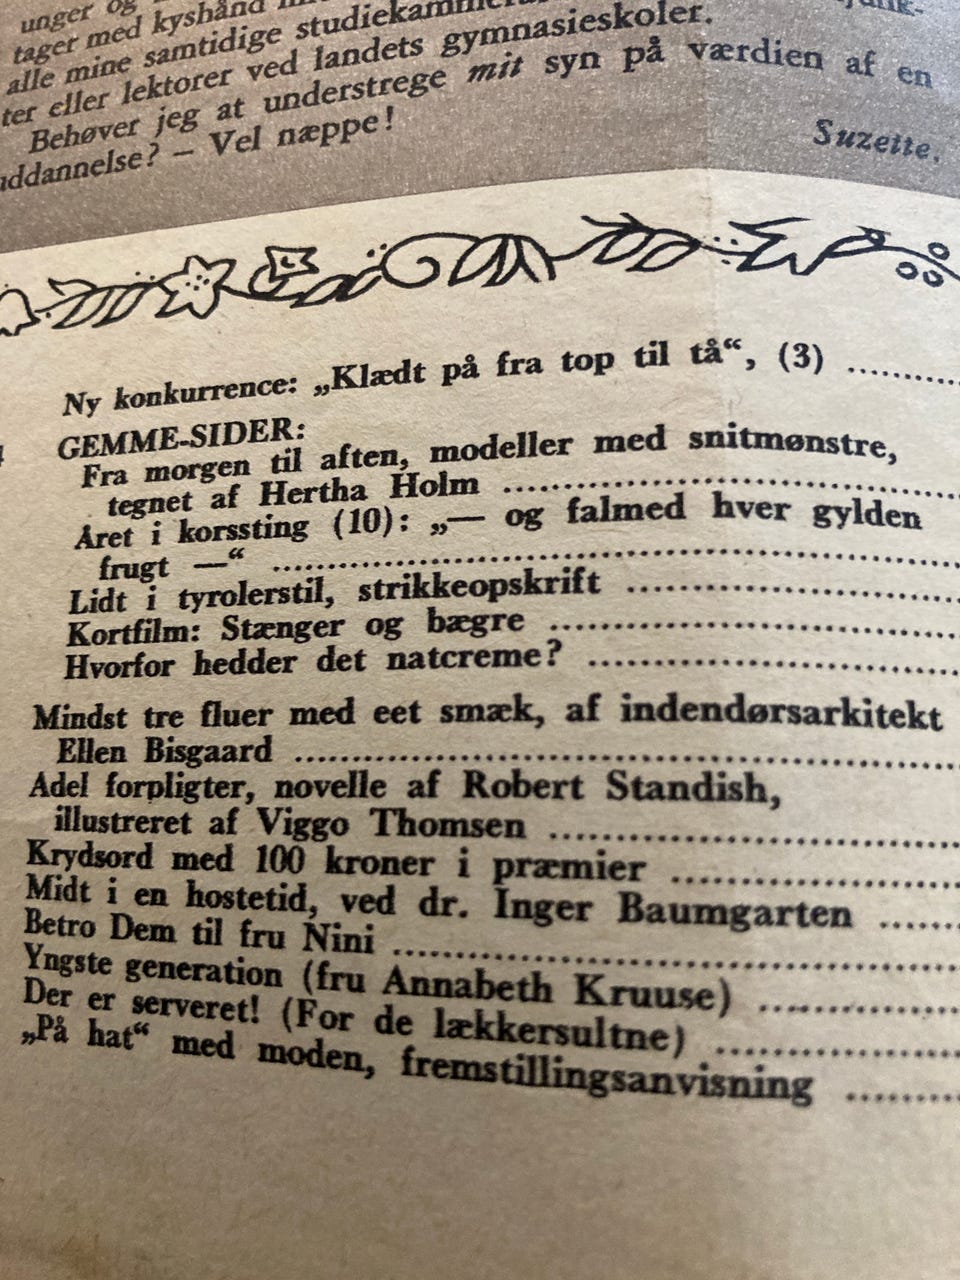 unger og
tager med kyshånd
alle mine samtidige
ter eller lektorer ved landets gymnasieskoler.
Behøver jeg at understrege mit syn på værdien af en
uddannelse? — Vel næppe!
Suzette.
Ny konkurrence: „Klædt på fra top til tå“, (3) ..........
GEMME-SIDER:
Fra morgen til aften, modeller med snitmønstre,
tegnet af Hertha Holm ..........
Året i korssting (10): „— og falmed hver gylden
frugt —“ ..........
Lidt i tyrolerstil, strikkeopskrift ..........
Kortfilm: Stænger og bægre ..........
Hvorfor hedder det natcreme? ..........
Mindst tre fluer med eet smæk, af indendørsarkitekt
Ellen Bisgaard ..........
Adel forpligter, novelle af Robert Standish,
illustreret af Viggo Thomsen ..........
Krydsord med 100 kroner i præmier ..........
Midt i en hostetid, ved dr. Inger Baumgarten ......
Betro Dem til fru Nini ..........
Yngste generation (fru Annabeth Kruuse) ..........
Der er serveret! (For de lækkersultne) ..........
„På hat“ med moden, fremstillingsanvisning ..........